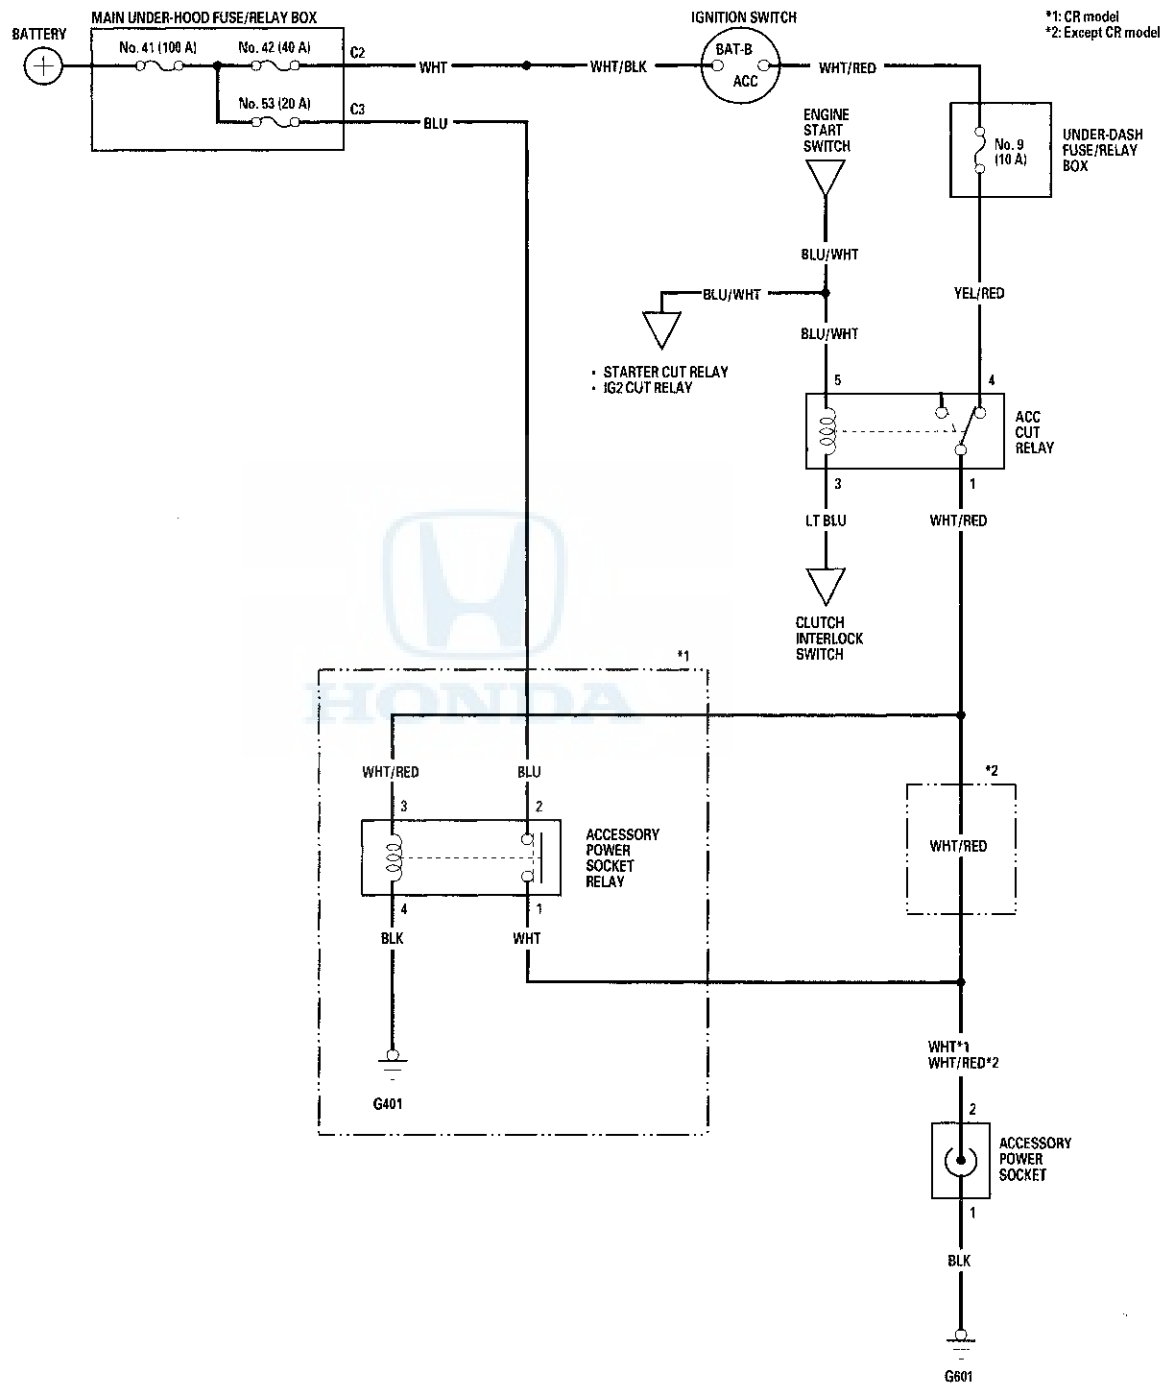 MAIN UNDER-HOOD FUSE/RELAY BOX
IGNITION SWITCH
*1: CR model
*2: Except CR model
BATTERY
No. 41 (100 A)
No. 42 (40 A)
C2
WHT
WHT/BLK
BAT-B
ACC
WHT/RED
No. 53 (20 A)
C3
BLU
ENGINE
START
SWITCH
No. 9
(10 A)
UNDER-DASH
FUSE/RELAY
BOX
BLU/WHT
BLU/WHT
YEL/RED
BLU/WHT
• STARTER CUT RELAY
• IG2 CUT RELAY
5
4
ACC
CUT
RELAY
3
1
LT BLU
WHT/RED
CLUTCH
INTERLOCK
SWITCH
*1
HONDA
WHT/RED
BLU
*2
3
2
ACCESSORY
POWER
SOCKET
RELAY
WHT/RED
4
1
BLK
WHT
WHT*1
WHT/RED*2
G401
2
ACCESSORY
POWER
SOCKET
1
BLK
G601